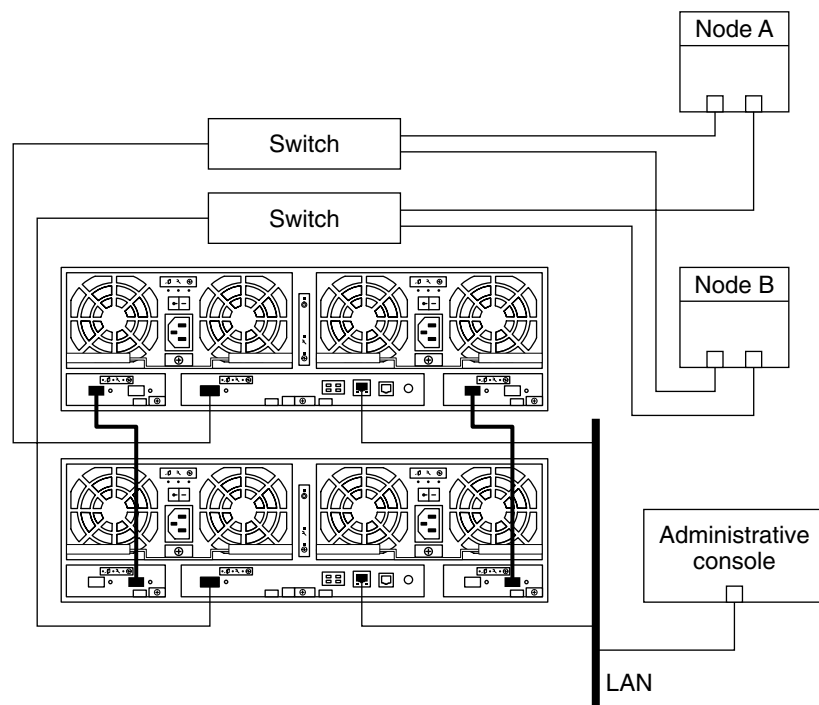 Node A
Switch
Switch
Node B
Administrative
console
LAN